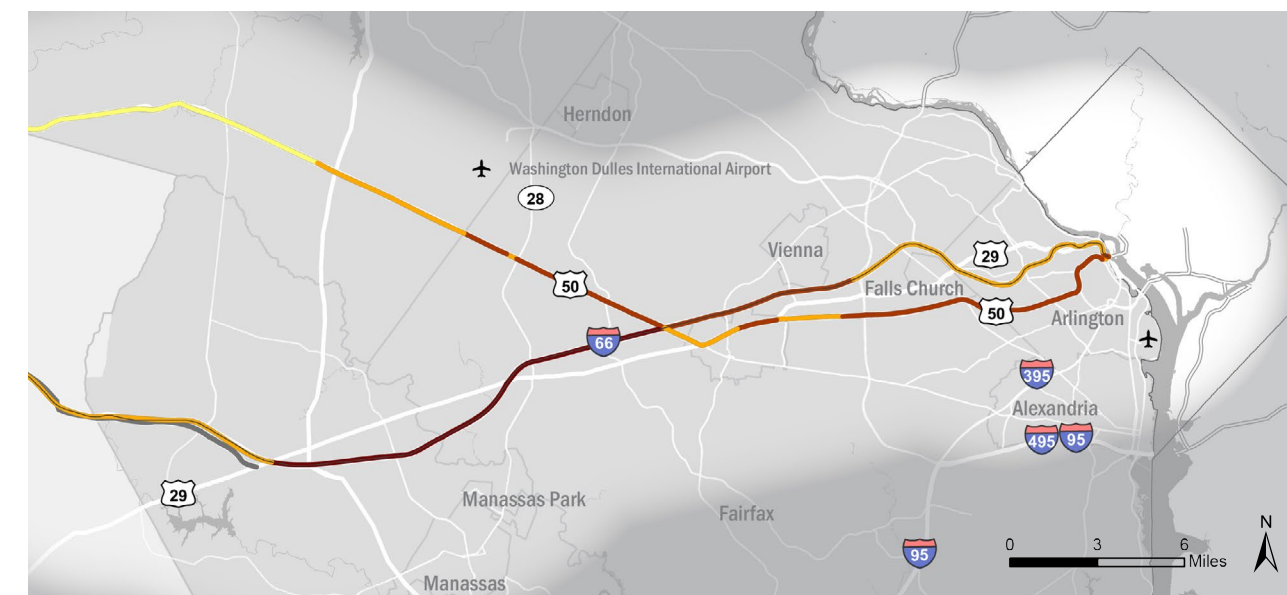 Herndon
Washington Dulles International Airport
28
Vienna
29
50
Falls Church
50
Arlington
66
395
Alexandria
495
95
29
Manassas Park
Fairfax
N
0 3 6
Miles
95
Manassas